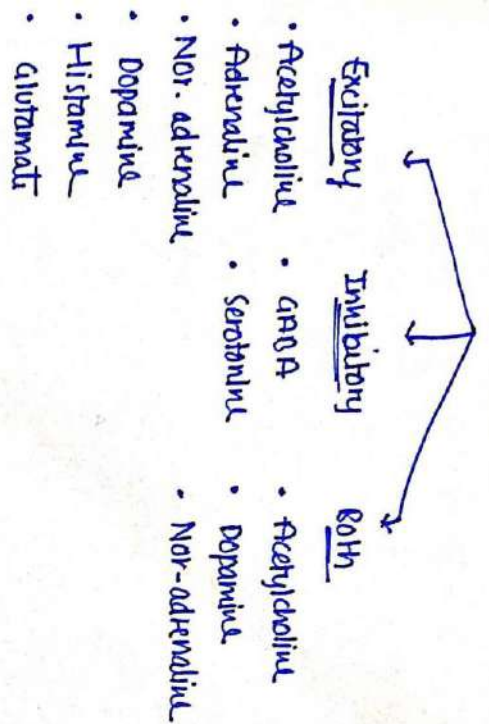 Excitatory
• Acetylcholine
• Adrenaline
• Nor. adrenaline
• Dopamine
• Histamine
• Glutamate
Inhibitory
• GABA
• Serotonine
Both
• Acetylcholine
• Dopamine
• Nor-adrenaline